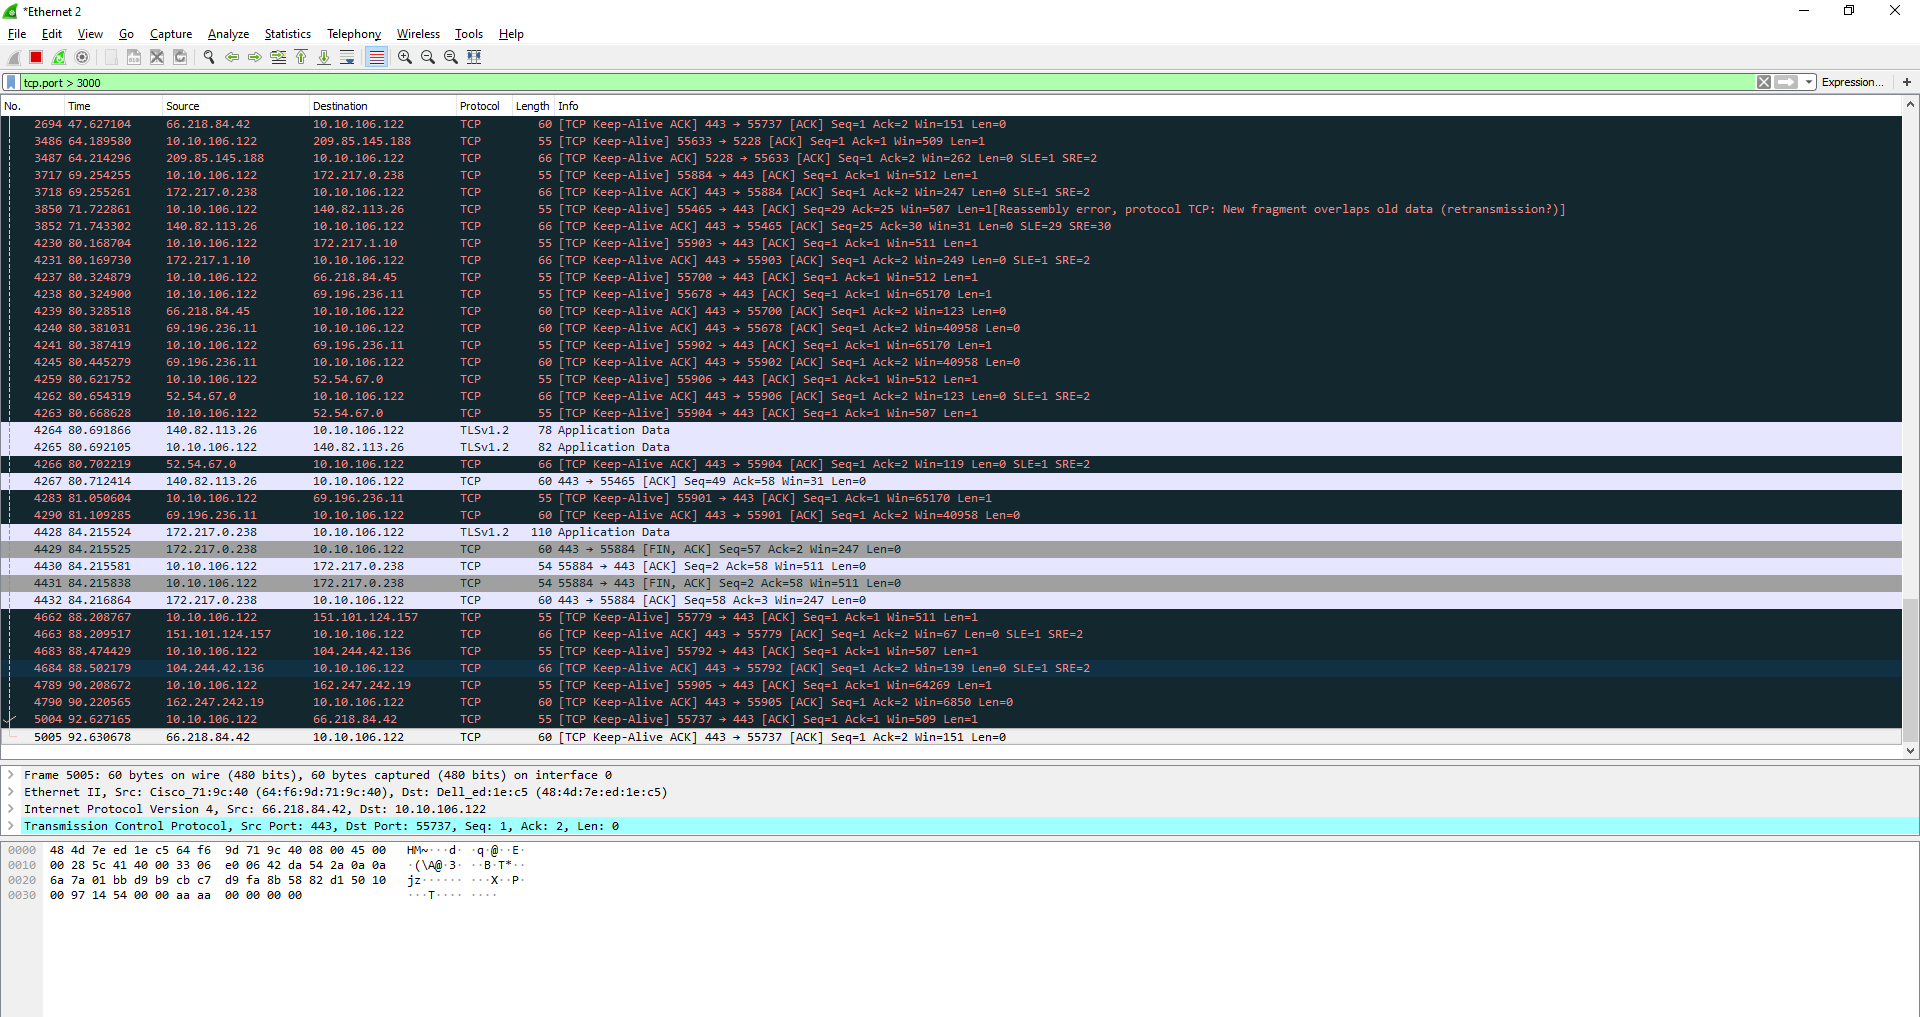 *Ethernet 2
File Edit View Go Capture Analyze Statistics Telephony Wireless Tools Help
tcp.port > 3000 Expression... +
No. Time Source Destination Protocol Length Info
2694 47.627104 66.218.84.42 10.10.106.122 TCP 60 [TCP Keep-Alive ACK] 443 → 55737 [ACK] Seq=1 Ack=2 Win=151 Len=0
3486 64.189580 10.10.106.122 209.85.145.188 TCP 55 [TCP Keep-Alive] 55633 → 5228 [ACK] Seq=1 Ack=1 Win=509 Len=1
3487 64.214296 209.85.145.188 10.10.106.122 TCP 66 [TCP Keep-Alive ACK] 5228 → 55633 [ACK] Seq=1 Ack=2 Win=262 Len=0 SLE=1 SRE=2
3717 69.254255 10.10.106.122 172.217.0.238 TCP 55 [TCP Keep-Alive] 55884 → 443 [ACK] Seq=1 Ack=1 Win=512 Len=1
3718 69.255261 172.217.0.238 10.10.106.122 TCP 66 [TCP Keep-Alive ACK] 443 → 55884 [ACK] Seq=1 Ack=2 Win=247 Len=0 SLE=1 SRE=2
3850 71.722861 10.10.106.122 140.82.113.26 TCP 55 [TCP Keep-Alive] 55465 → 443 [ACK] Seq=29 Ack=25 Win=507 Len=1[Reassembly error, protocol TCP: New fragment overlaps old data (retransmission?)]
3852 71.743302 140.82.113.26 10.10.106.122 TCP 66 [TCP Keep-Alive ACK] 443 → 55465 [ACK] Seq=25 Ack=30 Win=31 Len=0 SLE=29 SRE=30
4230 80.168704 10.10.106.122 172.217.1.10 TCP 55 [TCP Keep-Alive] 55903 → 443 [ACK] Seq=1 Ack=1 Win=511 Len=1
4231 80.169730 172.217.1.10 10.10.106.122 TCP 66 [TCP Keep-Alive ACK] 443 → 55903 [ACK] Seq=1 Ack=2 Win=249 Len=0 SLE=1 SRE=2
4237 80.324879 10.10.106.122 66.218.84.45 TCP 55 [TCP Keep-Alive] 55700 → 443 [ACK] Seq=1 Ack=1 Win=512 Len=1
4238 80.324900 10.10.106.122 69.196.236.11 TCP 55 [TCP Keep-Alive] 55678 → 443 [ACK] Seq=1 Ack=1 Win=65170 Len=1
4239 80.328518 66.218.84.45 10.10.106.122 TCP 60 [TCP Keep-Alive ACK] 443 → 55700 [ACK] Seq=1 Ack=2 Win=123 Len=0
4240 80.381031 69.196.236.11 10.10.106.122 TCP 60 [TCP Keep-Alive ACK] 443 → 55678 [ACK] Seq=1 Ack=2 Win=40958 Len=0
4241 80.387419 10.10.106.122 69.196.236.11 TCP 55 [TCP Keep-Alive] 55902 → 443 [ACK] Seq=1 Ack=1 Win=65170 Len=1
4245 80.445279 69.196.236.11 10.10.106.122 TCP 60 [TCP Keep-Alive ACK] 443 → 55902 [ACK] Seq=1 Ack=2 Win=40958 Len=0
4259 80.621752 10.10.106.122 52.54.67.0 TCP 55 [TCP Keep-Alive] 55906 → 443 [ACK] Seq=1 Ack=1 Win=512 Len=1
4262 80.654319 52.54.67.0 10.10.106.122 TCP 66 [TCP Keep-Alive ACK] 443 → 55906 [ACK] Seq=1 Ack=2 Win=123 Len=0 SLE=1 SRE=2
4263 80.668628 10.10.106.122 52.54.67.0 TCP 55 [TCP Keep-Alive] 55904 → 443 [ACK] Seq=1 Ack=1 Win=507 Len=1
4264 80.691866 140.82.113.26 10.10.106.122 TLSv1.2 78 Application Data
4265 80.692105 10.10.106.122 140.82.113.26 TLSv1.2 82 Application Data
4266 80.702219 52.54.67.0 10.10.106.122 TCP 66 [TCP Keep-Alive ACK] 443 → 55904 [ACK] Seq=1 Ack=2 Win=119 Len=0 SLE=1 SRE=2
4267 80.712414 140.82.113.26 10.10.106.122 TCP 60 443 → 55465 [ACK] Seq=49 Ack=58 Win=31 Len=0
4283 81.050604 10.10.106.122 69.196.236.11 TCP 55 [TCP Keep-Alive] 55901 → 443 [ACK] Seq=1 Ack=1 Win=65170 Len=1
4290 81.109285 69.196.236.11 10.10.106.122 TCP 60 [TCP Keep-Alive ACK] 443 → 55901 [ACK] Seq=1 Ack=2 Win=40958 Len=0
4428 84.215524 172.217.0.238 10.10.106.122 TLSv1.2 110 Application Data
4429 84.215525 172.217.0.238 10.10.106.122 TCP 60 443 → 55884 [FIN, ACK] Seq=57 Ack=2 Win=247 Len=0
4430 84.215581 10.10.106.122 172.217.0.238 TCP 54 55884 → 443 [ACK] Seq=2 Ack=58 Win=511 Len=0
4431 84.215838 10.10.106.122 172.217.0.238 TCP 54 55884 → 443 [FIN, ACK] Seq=2 Ack=58 Win=511 Len=0
4432 84.216864 172.217.0.238 10.10.106.122 TCP 60 443 → 55884 [ACK] Seq=58 Ack=3 Win=247 Len=0
4662 88.208767 10.10.106.122 151.101.124.157 TCP 55 [TCP Keep-Alive] 55779 → 443 [ACK] Seq=1 Ack=1 Win=511 Len=1
4663 88.209517 151.101.124.157 10.10.106.122 TCP 66 [TCP Keep-Alive ACK] 443 → 55779 [ACK] Seq=1 Ack=2 Win=67 Len=0 SLE=1 SRE=2
4683 88.474429 10.10.106.122 104.244.42.136 TCP 55 [TCP Keep-Alive] 55792 → 443 [ACK] Seq=1 Ack=1 Win=507 Len=1
4684 88.502179 104.244.42.136 10.10.106.122 TCP 66 [TCP Keep-Alive ACK] 443 → 55792 [ACK] Seq=1 Ack=2 Win=139 Len=0 SLE=1 SRE=2
4789 90.208672 10.10.106.122 162.247.242.19 TCP 55 [TCP Keep-Alive] 55905 → 443 [ACK] Seq=1 Ack=1 Win=64269 Len=1
4790 90.220565 162.247.242.19 10.10.106.122 TCP 60 [TCP Keep-Alive ACK] 443 → 55905 [ACK] Seq=1 Ack=2 Win=6850 Len=0
5004 92.627165 10.10.106.122 66.218.84.42 TCP 55 [TCP Keep-Alive] 55737 → 443 [ACK] Seq=1 Ack=1 Win=509 Len=1
5005 92.630678 66.218.84.42 10.10.106.122 TCP 60 [TCP Keep-Alive ACK] 443 → 55737 [ACK] Seq=1 Ack=2 Win=151 Len=0
Frame 5005: 60 bytes on wire (480 bits), 60 bytes captured (480 bits) on interface 0
Ethernet II, Src: Cisco_71:9c:40 (64:f6:9d:71:9c:40), Dst: Dell_ed:1e:c5 (48:4d:7e:ed:1e:c5)
Internet Protocol Version 4, Src: 66.218.84.42, Dst: 10.10.106.122
Transmission Control Protocol, Src Port: 443, Dst Port: 55737, Seq: 1, Ack: 2, Len: 0
0000 48 4d 7e ed 1e c5 64 f6 9d 71 9c 40 08 00 45 00 HM~···d· ·q·@··E·
0010 00 28 5c 41 40 00 33 06 e0 06 42 da 54 2a 0a 0a ·(\A@·3· ··B·T*··
0020 6a 7a 01 bb d9 b9 cb c7 d9 fa 8b 58 82 d1 50 10 jz······ ···X··P·
0030 00 97 14 54 00 00 aa aa 00 00 00 00 ···T···· ····